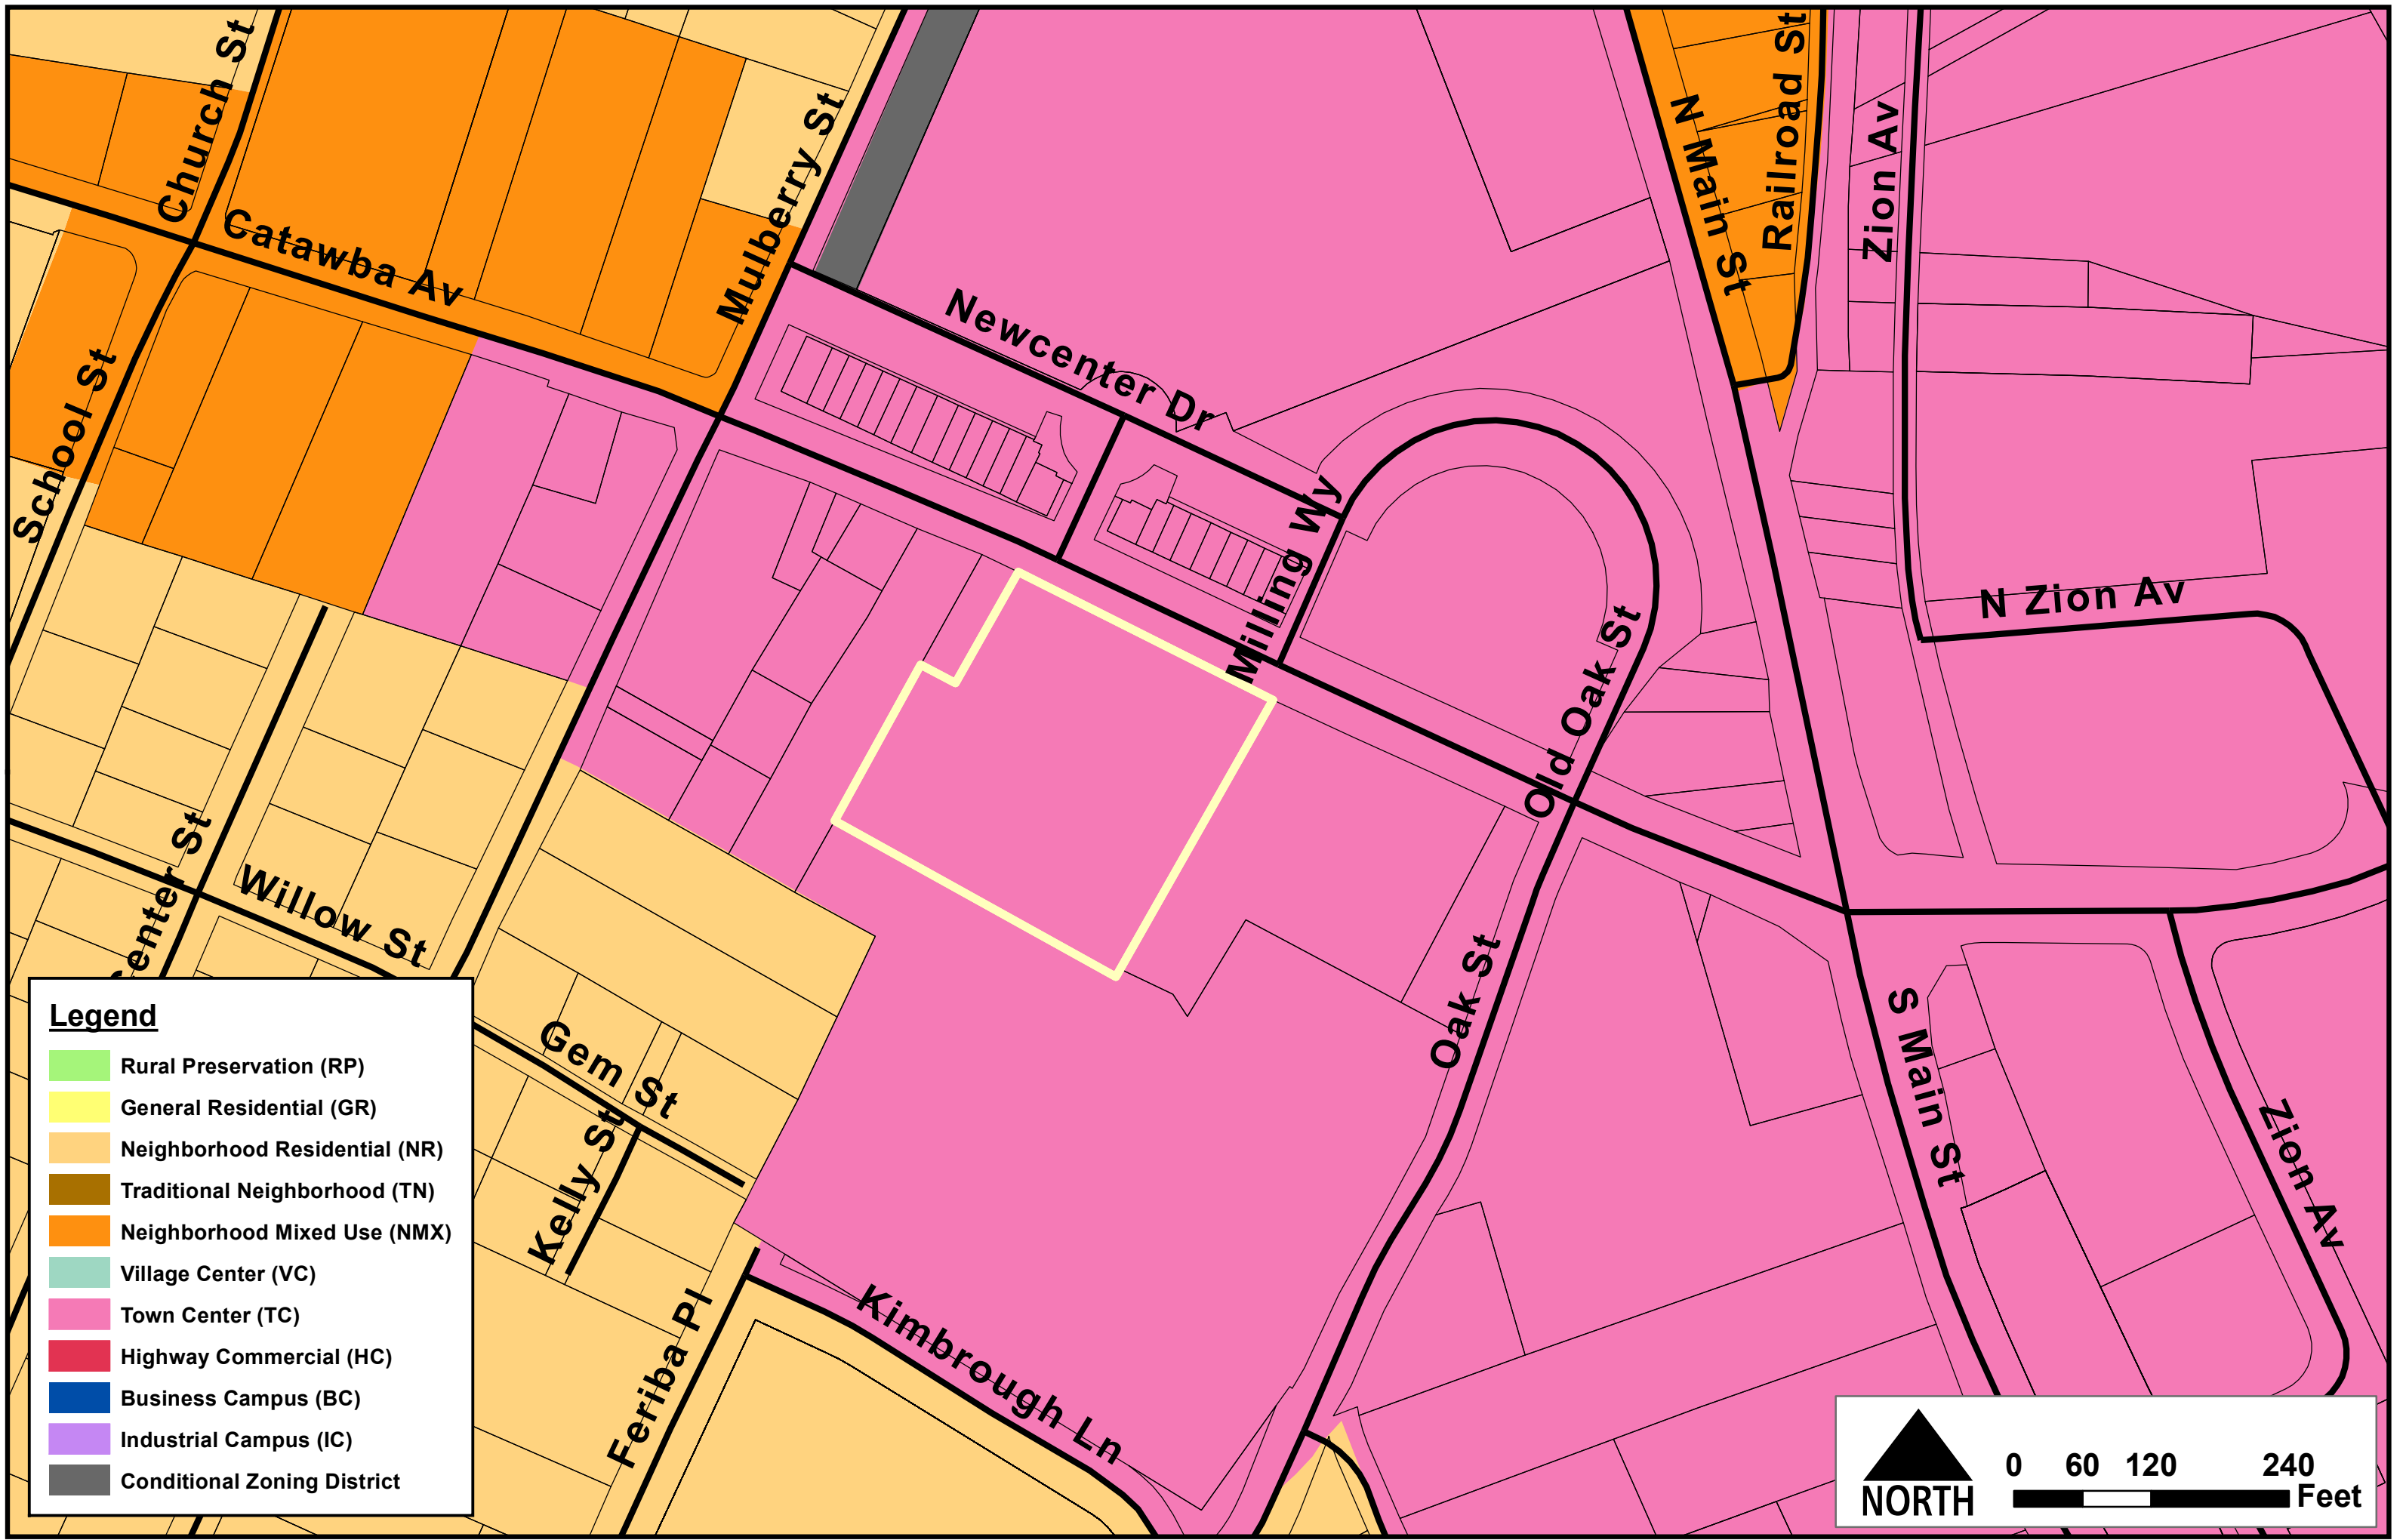 Church St
Mulberry St
N Main St
Railroad St
Zion Av
Catawba Av
Newcenter Dr
School St
Milling Wy
N Zion Av
Old Oak St
Center St
Willow St
Oak St
S Main St
Gem St
Kelly St
Zion Av
Feriba Pl
Kimbrough Ln
Legend
Rural Preservation (RP)
General Residential (GR)
Neighborhood Residential (NR)
Traditional Neighborhood (TN)
Neighborhood Mixed Use (NMX)
Village Center (VC)
Town Center (TC)
Highway Commercial (HC)
Business Campus (BC)
Industrial Campus (IC)
Conditional Zoning District
NORTH
0 60 120 240
Feet